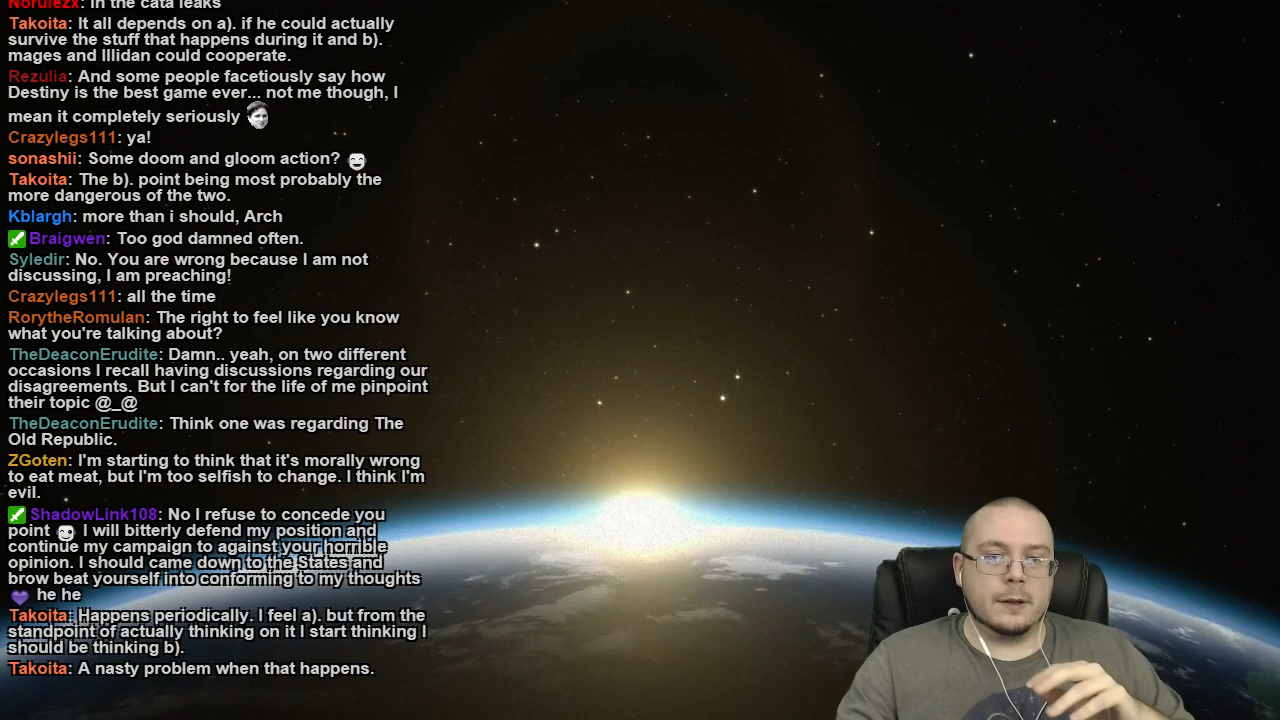 Norulezx: in the cata leaks
Takoita: It all depends on a). if he could actually
survive the stuff that happens during it and b).
mages and Illidan could cooperate.
Rezulia: And some people facetiously say how
Destiny is the best game ever... not me though, I
mean it completely seriously
Crazylegs111: ya!
sonashii: Some doom and gloom action?
Takoita: The b). point being most probably the
more dangerous of the two.
Kblargh: more than i should, Arch
Braigwen: Too god damned often.
Syledir: No. You are wrong because I am not
discussing, I am preaching!
Crazylegs111: all the time
RorytheRomulan: The right to feel like you know
what you're talking about?
TheDeaconErudite: Damn.. yeah, on two different
occasions I recall having discussions regarding our
disagreements. But I can't for the life of me pinpoint
their topic @_@
TheDeaconErudite: Think one was regarding The
Old Republic.
ZGoten: I'm starting to think that it's morally wrong
to eat meat, but I'm too selfish to change. I think I'm
evil.
ShadowLink108: No I refuse to concede you
point I will bitterly defend my position and
continue my campaign to against your horrible
opinion. I should came down to the States and
brow beat yourself into conforming to my thoughts
he he
Takoita: Happens periodically. I feel a). but from the
standpoint of actually thinking on it I start thinking I
should be thinking b).
Takoita: A nasty problem when that happens.